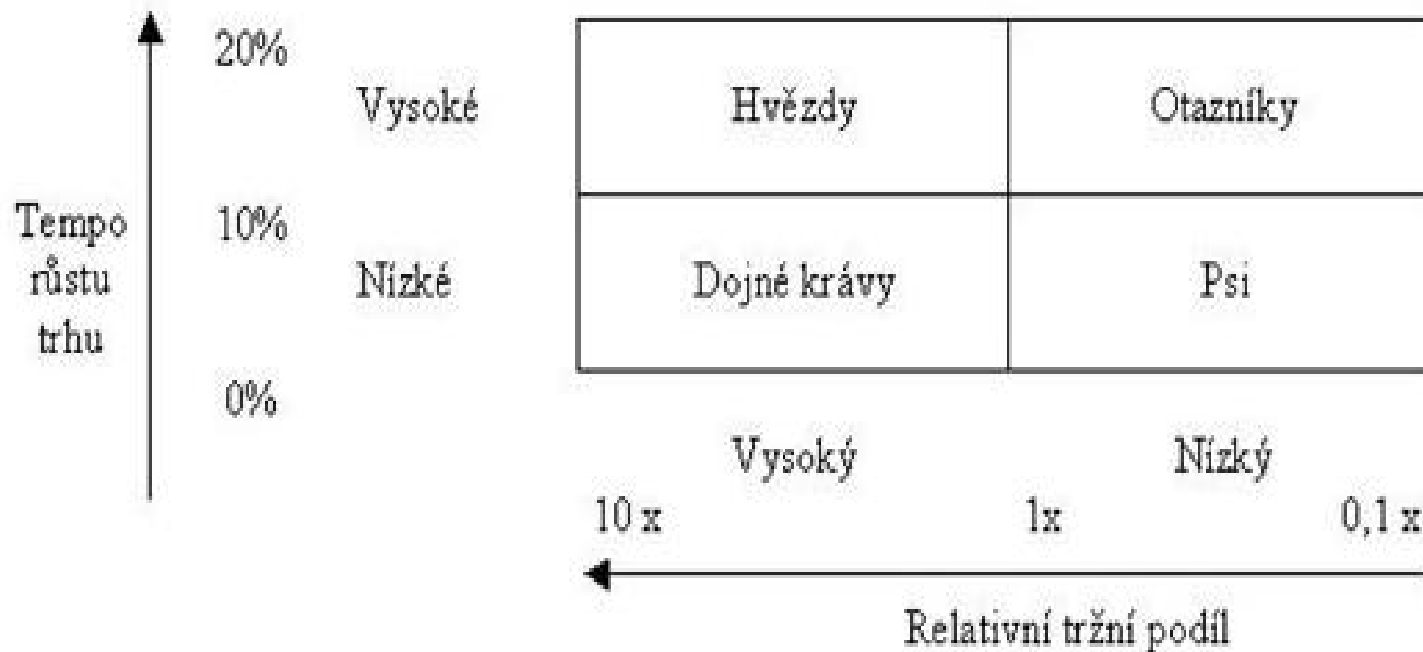 20%
Vysoké
Hvězdy
Otazníky
Tempo
růstu
trhu
10%
Nízké
Dojné krávy
Psi
0%
Vysoký
Nízký
10 x
1x
0,1 x
Relativní tržní podíl